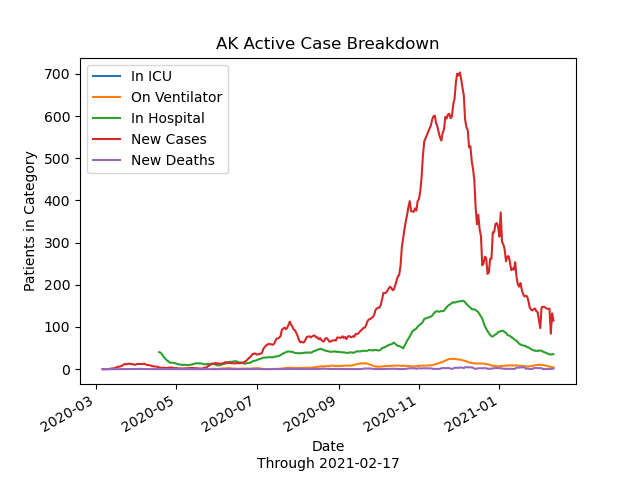 AK Active Case Breakdown
In ICU
On Ventilator
In Hospital
New Cases
New Deaths
Patients in Category
700
600
500
400
300
200
100
0
2020-03
2020-05
2020-07
2020-09
2020-11
2021-01
Date
Through 2021-02-17